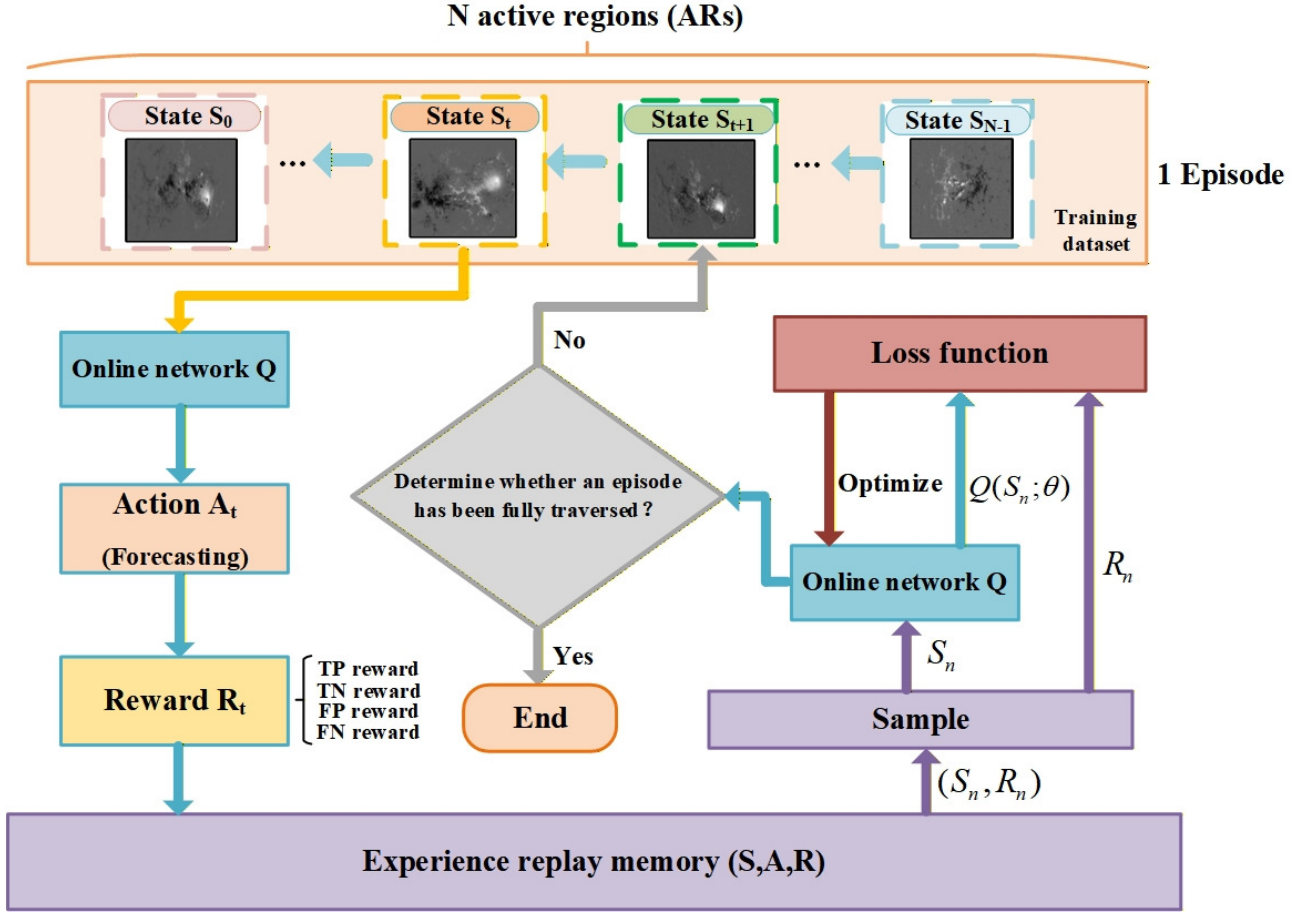 N active regions (ARs)
State S₀
State Sₜ
State Sₜ₊₁
State S_N-1
...
...
1 Episode
Training
dataset
Online network Q
No
Loss function
Determine whether an episode
has been fully traversed？
Optimize
Q(Sₙ;θ)
Rₙ
Action Aₜ
(Forecasting)
Online network Q
Sₙ
Yes
Reward Rₜ
TP reward
TN reward
FP reward
FN reward
End
Sample
(Sₙ,Rₙ)
Experience replay memory (S,A,R)